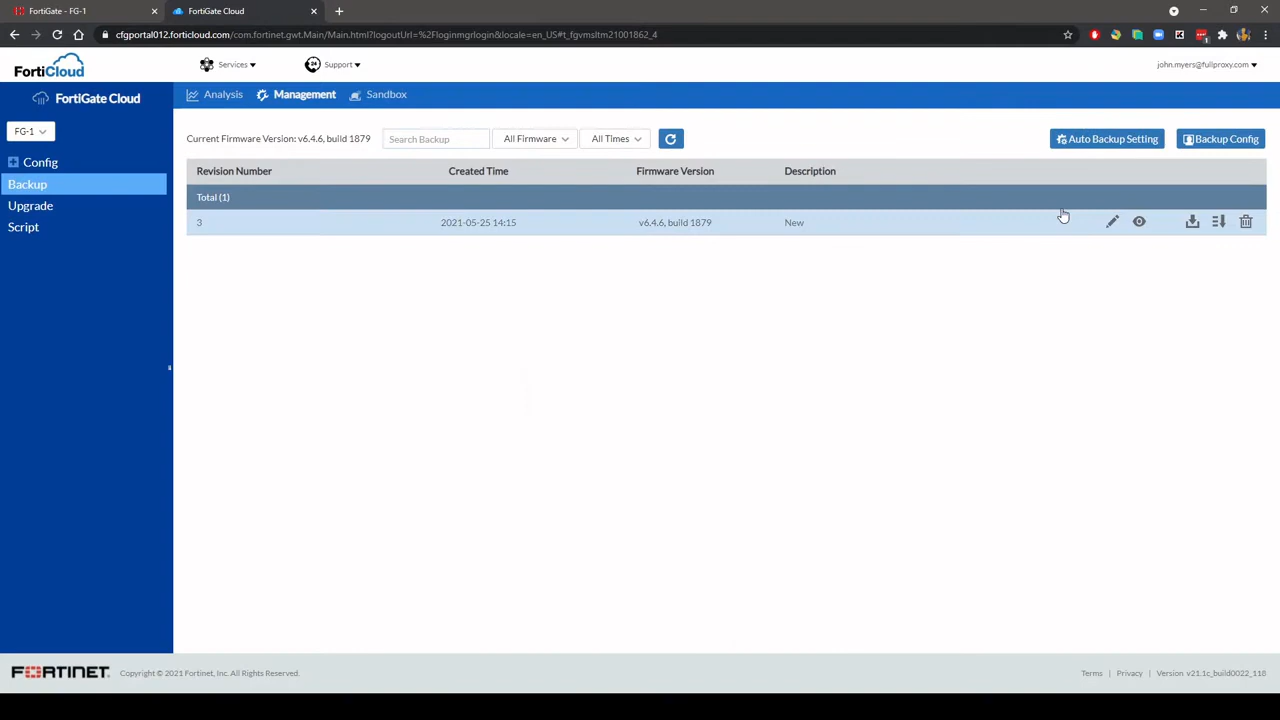 FortiGate - FG-1
FortiGate Cloud
cfgportal012.forticloud.com/com.fortinet.gwt.Main/Main.html?logoutUrl=%2Floginmgrlogin&locale=en_US#t_fgvmsltm21001862_4
FortiCloud
Services
24
Support
john.myers@fullproxy.com
FortiGate Cloud
Analysis
Management
Sandbox
FG-1
Current Firmware Version: v6.4.6, build 1879
Search Backup
All Firmware
All Times
Auto Backup Setting
Backup Config
Config
Backup
Upgrade
Script
Revision Number
Created Time
Firmware Version
Description
Total (1)
3
2021-05-25 14:15
v6.4.6, build 1879
New
FORTINET
Copyright © 2021 Fortinet, Inc. All Rights Reserved.
Terms | Privacy | Version v21.1c_build0022_118